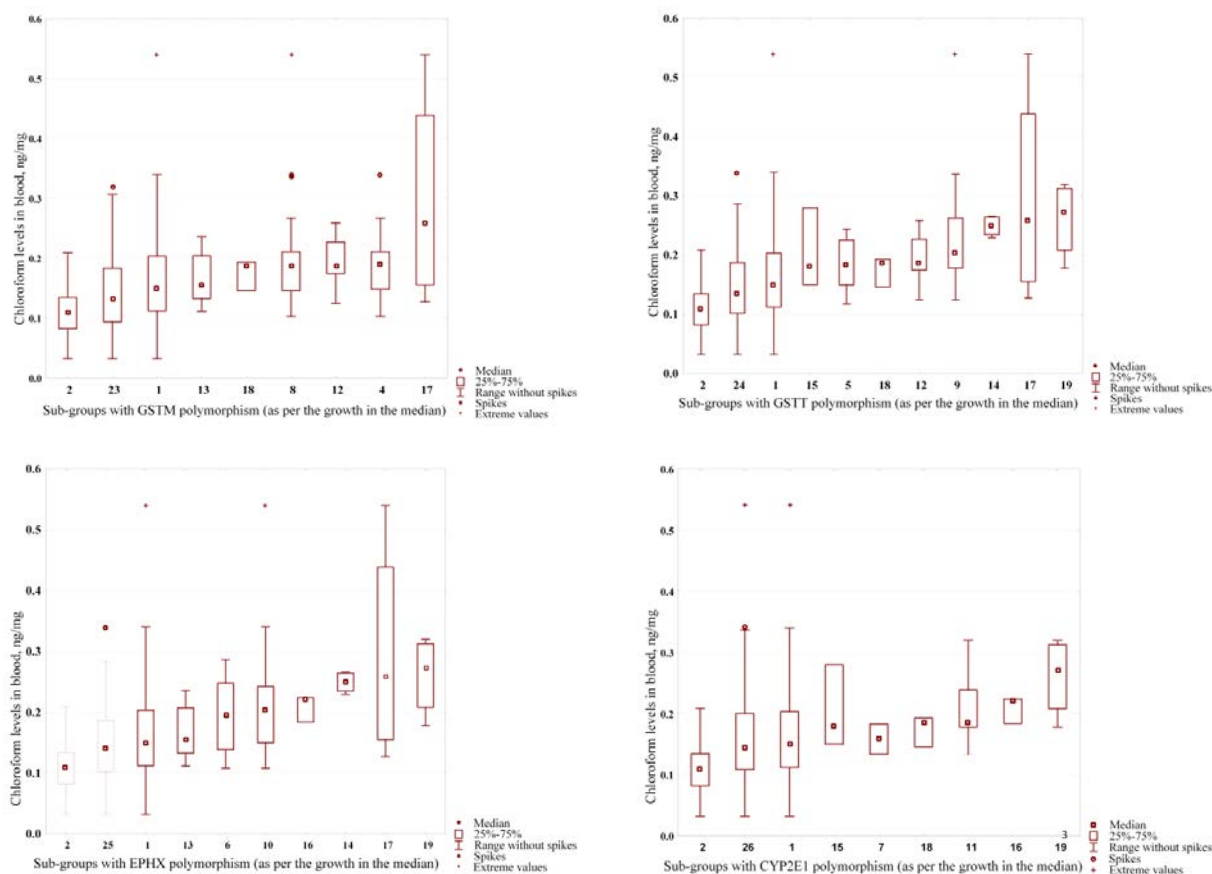 Chloroform levels in blood, ng/mg
0.6
0.5
0.4
0.3
0.2
0.1
0.0
2 23 1 13 18 8 12 4 17
Sub-groups with GSTM polymorphism (as per the growth in the median)
Median
25%-75%
Range without spikes
Spikes
Extreme values
Chloroform levels in blood, ng/mg
0.6
0.5
0.4
0.3
0.2
0.1
0.0
2 24 1 15 5 18 12 9 14 17 19
Sub-groups with GSTT polymorphism (as per the growth in the median)
Median
25%-75%
Range without spikes
Spikes
Extreme values
Chloroform levels in blood, ng/mg
0.6
0.5
0.4
0.3
0.2
0.1
0.0
2 25 1 13 6 10 16 14 17 19
Sub-groups with EPHX polymorphism (as per the growth in the median)
Median
25%-75%
Range without spikes
Spikes
Extreme values
Chloroform levels in blood, ng/mg
0.6
0.5
0.4
0.3
0.2
0.1
0.0
3
2 26 1 15 7 18 11 16 19
Sub-groups with CYP2E1 polymorphism (as per the growth in the median)
Median
25%-75%
Range without spikes
Spikes
Extreme values